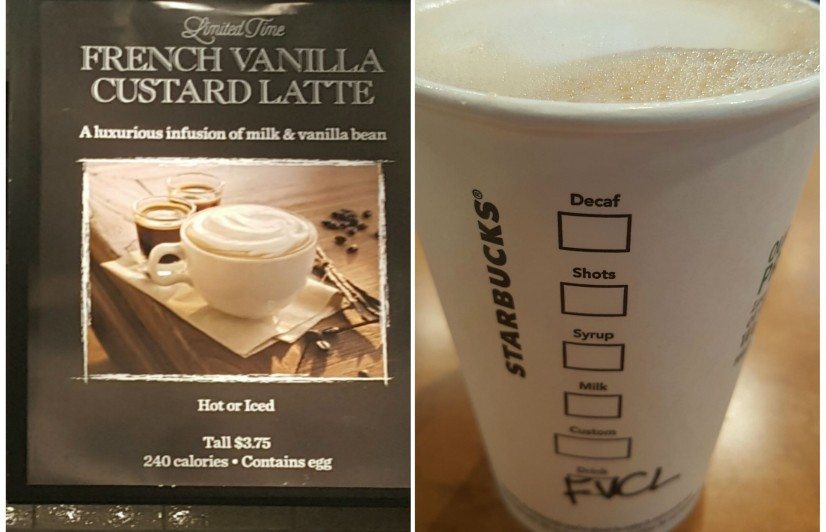 Limited Time
FRENCH VANILLA
CUSTARD LATTE
A luxurious infusion of milk & vanilla bean
Hot or Iced
Tall $3.75
240 calories • Contains egg
STARBUCKS®
Decaf
Shots
Syrup
Milk
Custom
Drink
FVCL